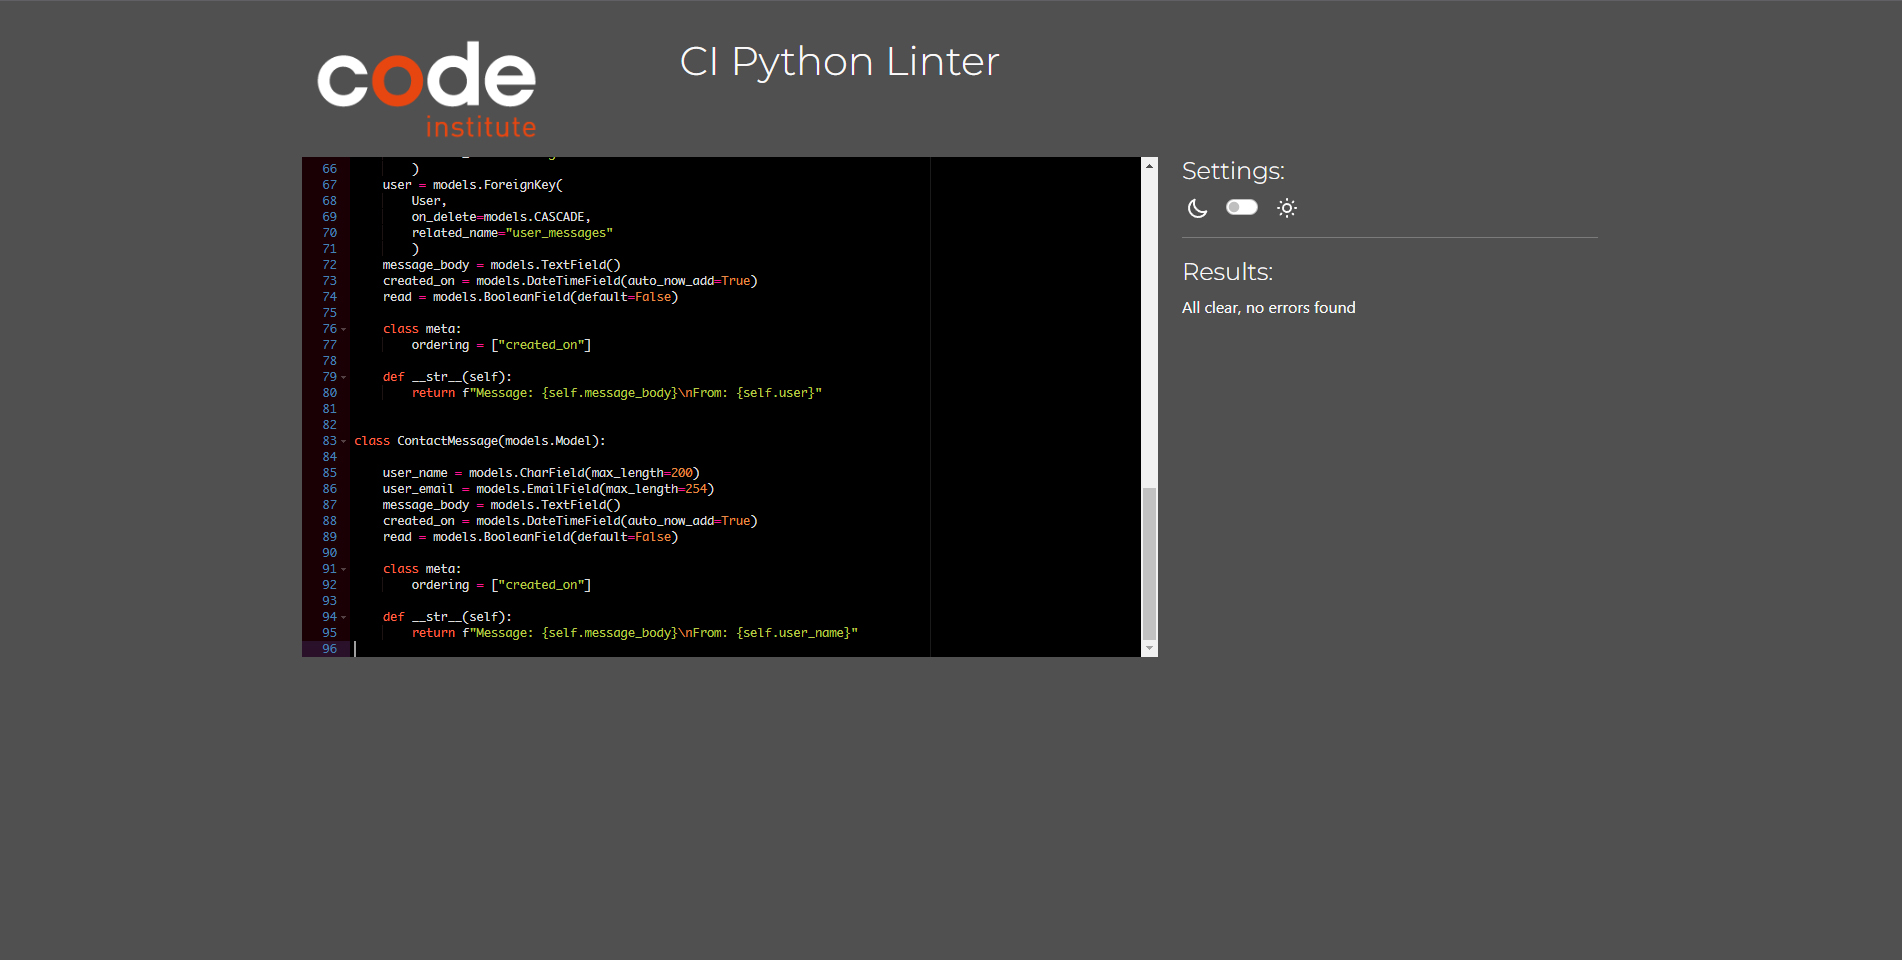 code
institute
CI Python Linter
66 )
67 user = models.ForeignKey(
68 User,
69 on_delete=models.CASCADE,
70 related_name="user_messages"
71 )
72 message_body = models.TextField()
73 created_on = models.DateTimeField(auto_now_add=True)
74 read = models.BooleanField(default=False)
75
76 class meta:
77 ordering = ["created_on"]
78
79 def __str__(self):
80 return f"Message: {self.message_body}\nFrom: {self.user}"
81
82
83 class ContactMessage(models.Model):
84
85 user_name = models.CharField(max_length=200)
86 user_email = models.EmailField(max_length=254)
87 message_body = models.TextField()
88 created_on = models.DateTimeField(auto_now_add=True)
89 read = models.BooleanField(default=False)
90
91 class meta:
92 ordering = ["created_on"]
93
94 def __str__(self):
95 return f"Message: {self.message_body}\nFrom: {self.user_name}"
96
Settings:
Results:
All clear, no errors found